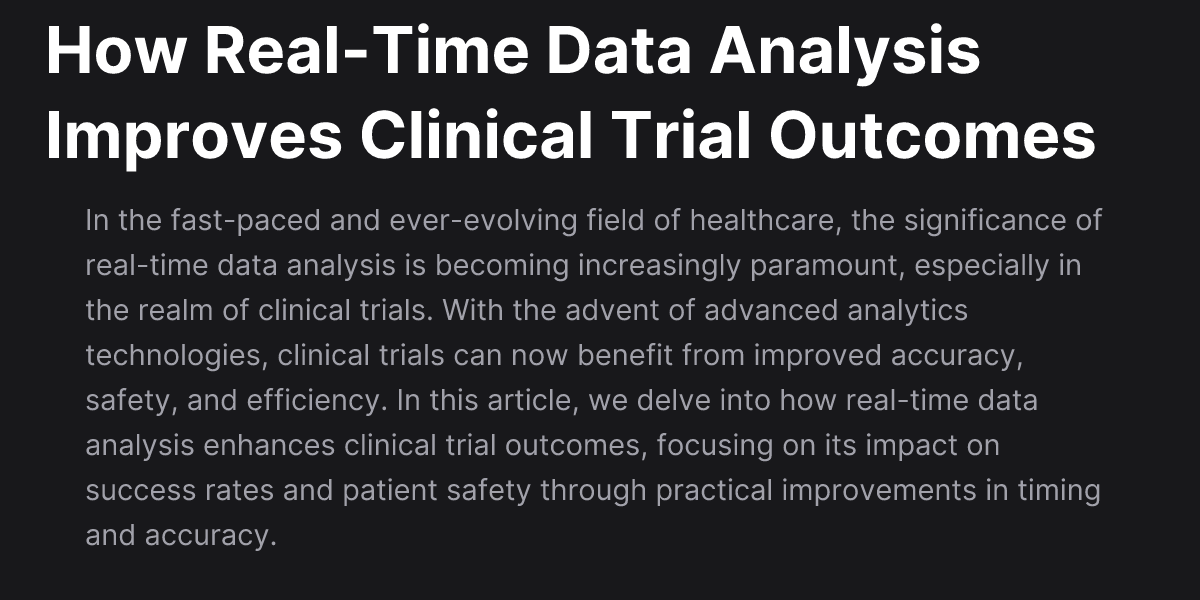 How Real-Time Data Analysis
Improves Clinical Trial Outcomes
In the fast-paced and ever-evolving field of healthcare, the significance of
real-time data analysis is becoming increasingly paramount, especially in
the realm of clinical trials. With the advent of advanced analytics
technologies, clinical trials can now benefit from improved accuracy,
safety, and efficiency. In this article, we delve into how real-time data
analysis enhances clinical trial outcomes, focusing on its impact on
success rates and patient safety through practical improvements in timing
and accuracy.